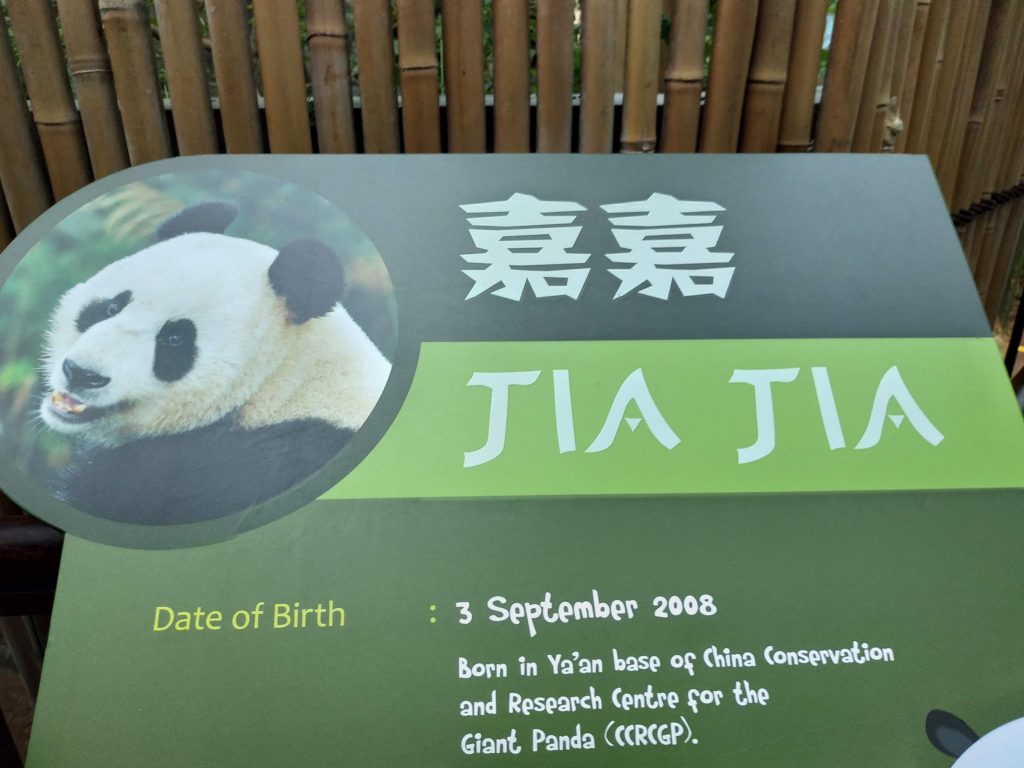 嘉嘉
JIA JIA
Date of Birth : 3 September 2008
Born in Ya'an base of China Conservation
and Research Centre for the
Giant Panda (CCRCGP).